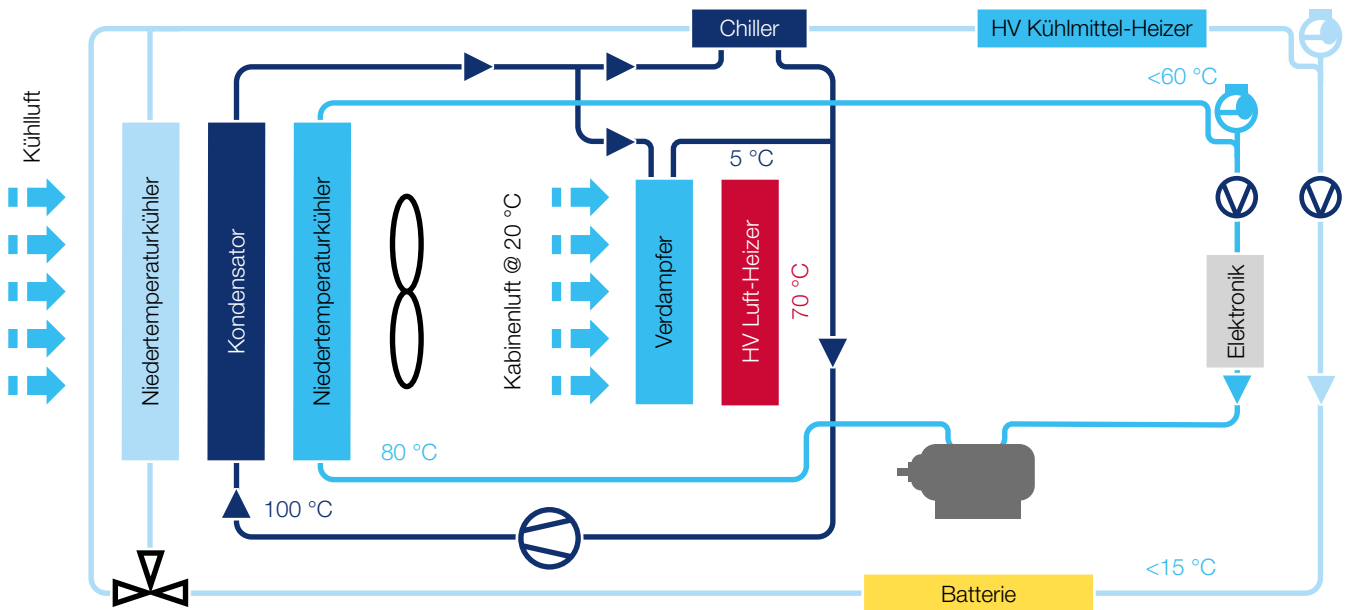 Chiller
HV Kühlmittel-Heizer
<60 °C
Kühlluft
Niedertemperaturkühler
Kondensator
Niedertemperaturkühler
Kabinenluft @ 20 °C
5 °C
Verdampfer
HV Luft-Heizer
70 °C
Elektronik
80 °C
100 °C
<15 °C
Batterie